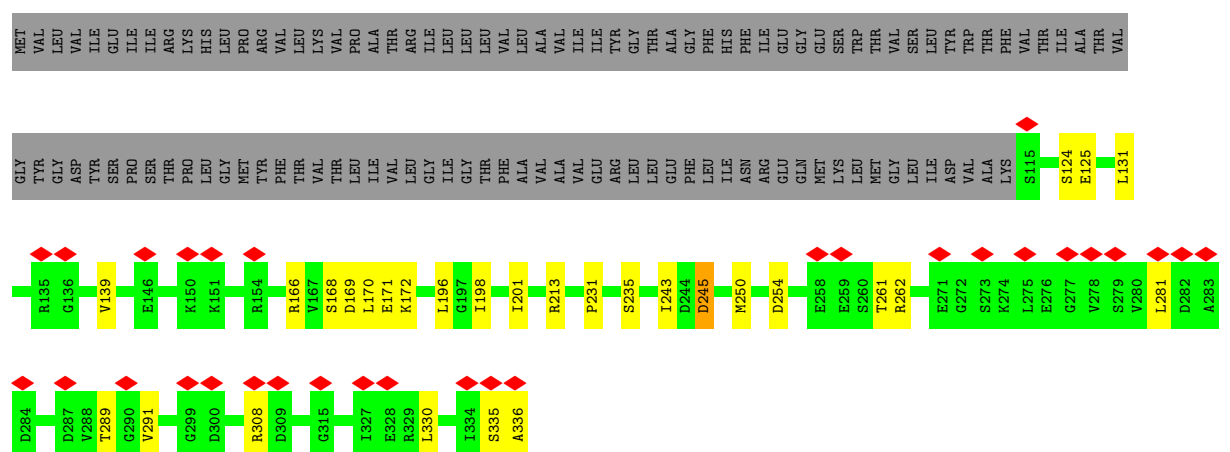 MET VAL LEU VAL ILE GLU ILE ILE ARG LYS HIS LEU PRO ARG VAL LEU LYS VAL PRO ALA THR ARG ILE LEU LEU LEU VAL LEU ALA VAL ILE ILE TYR GLY THR ALA GLY PHE HIS PHE ILE GLU GLY GLU SER TRP THR VAL SER LEU TYR TRP THR PHE VAL THR ILE ALA THR VAL
GLY TYR GLY ASP TYR SER PRO SER THR PRO LEU GLY MET TYR PHE THR VAL THR LEU ILE VAL LEU GLY ILE GLY THR PHE ALA VAL ALA VAL GLU ARG LEU LEU GLU PHE LEU ILE ASN ARG GLU GLN MET LYS LEU MET GLY LEU ILE ASP VAL ALA LYS S115 S124 E125 L131
R135 G136 V139 E146 K150 K151 R154 R166 V167 S168 D169 L170 E171 K172 L196 G197 I198 I201 R213 P231 S235 I243 D244 D245 M250 D254 E258 E259 S260 T261 R262 E271 G272 S273 K274 L275 E276 G277 V278 S279 V280 L281 D282 A283
D284 D287 V288 T289 G290 V291 G299 D300 R308 D309 G315 I327 E328 R329 L330 I334 S335 A336